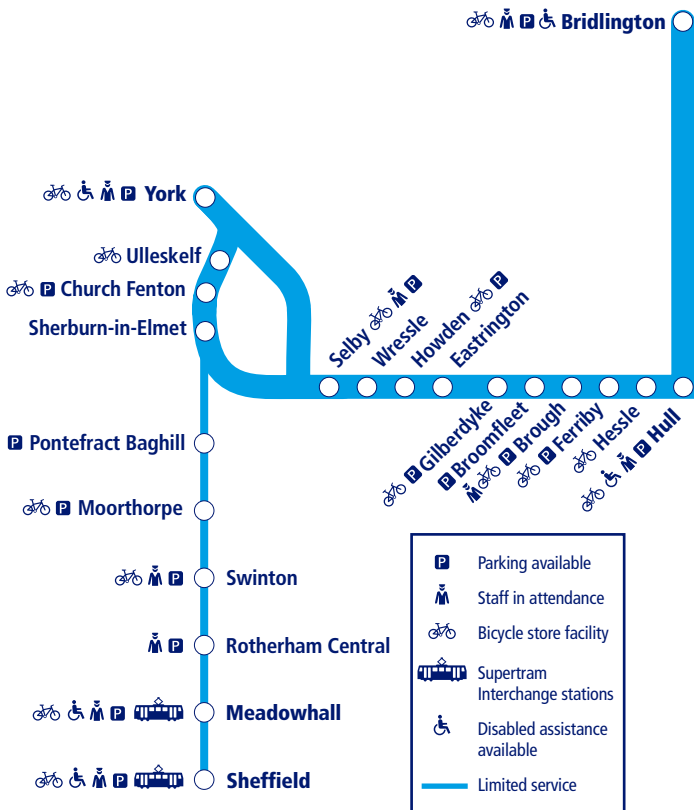 Bridlington
P York
Ulleskelf
P Church Fenton
Sherburn-in-Elmet
Selby P
Wressle
Howden P
Eastrington
P Gilberdyke
P Broomfleet
P Brough
P Ferriby
Hessle
P Hull
P Pontefract Baghill
P Moorthorpe
P Swinton
P Rotherham Central
P Meadowhall
P Sheffield
P Parking available
Staff in attendance
Bicycle store facility
Supertram
Interchange stations
Disabled assistance
available
Limited service